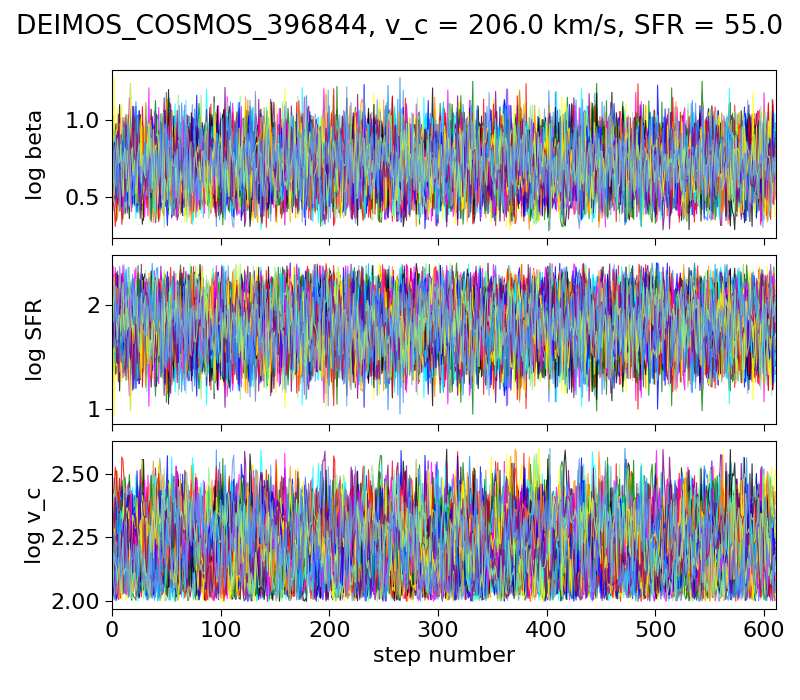 DEIMOS_COSMOS_396844, v_c = 206.0 km/s, SFR = 55.0
1.0
0.5
log beta
2
1
log SFR
2.50
2.25
2.00
log v_c
0 100 200 300 400 500 600
step number